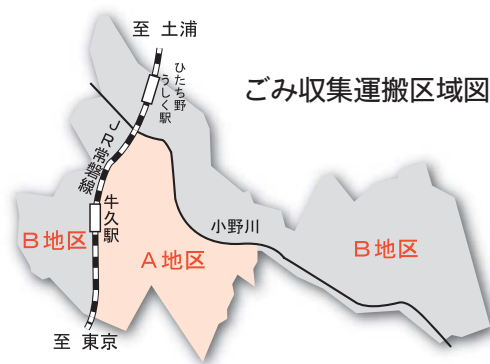 至 土浦
ひたち野
うしく駅
ごみ収集運搬区域図
JR常磐線
牛久駅
小野川
B地区
A地区
B地区
至 東京